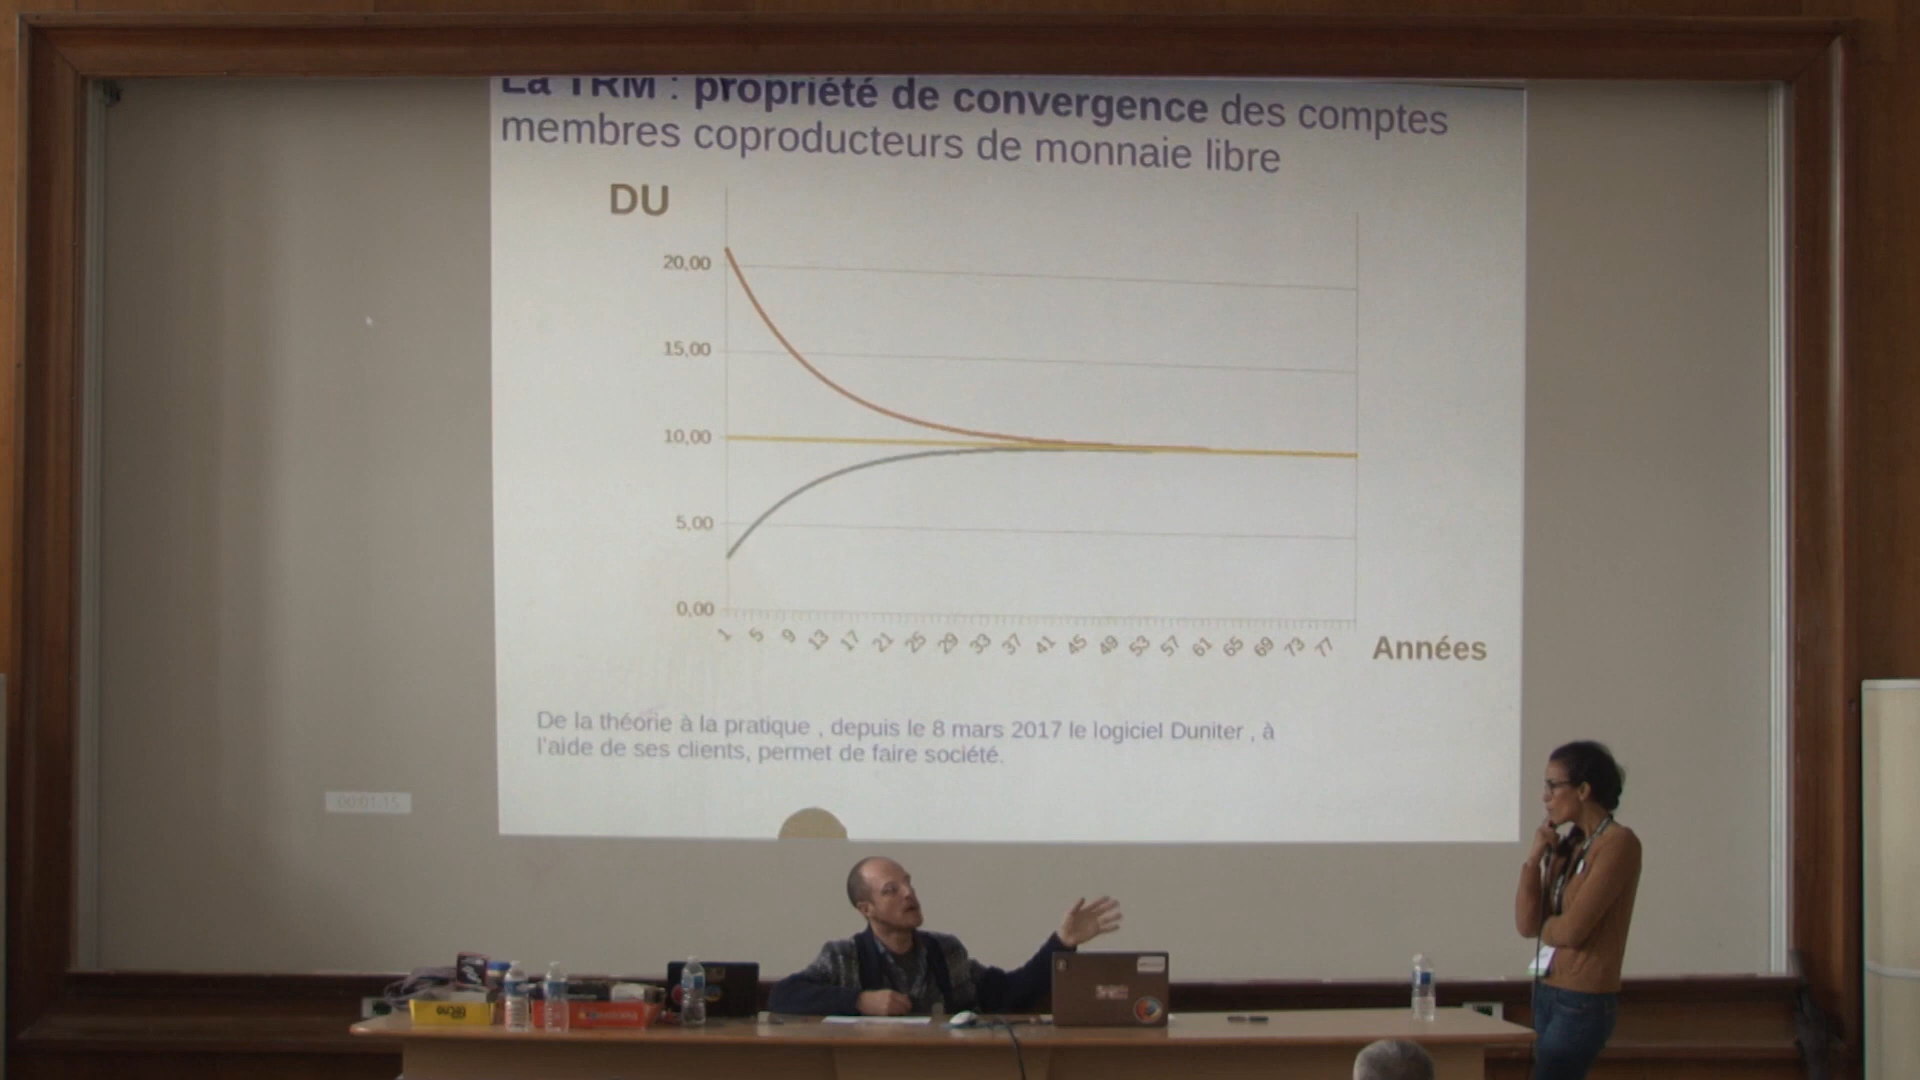 La TRM : propriété de convergence des comptes
membres coproducteurs de monnaie libre
DU
20,00
15,00
10,00
5,00
0,00
1 5 9 13 17 21 25 29 33 37 41 45 49 53 57 61 65 69 73 77
Années
De la théorie à la pratique , depuis le 8 mars 2017 le logiciel Duniter , à
l'aide de ses clients, permet de faire société.
00:01:15